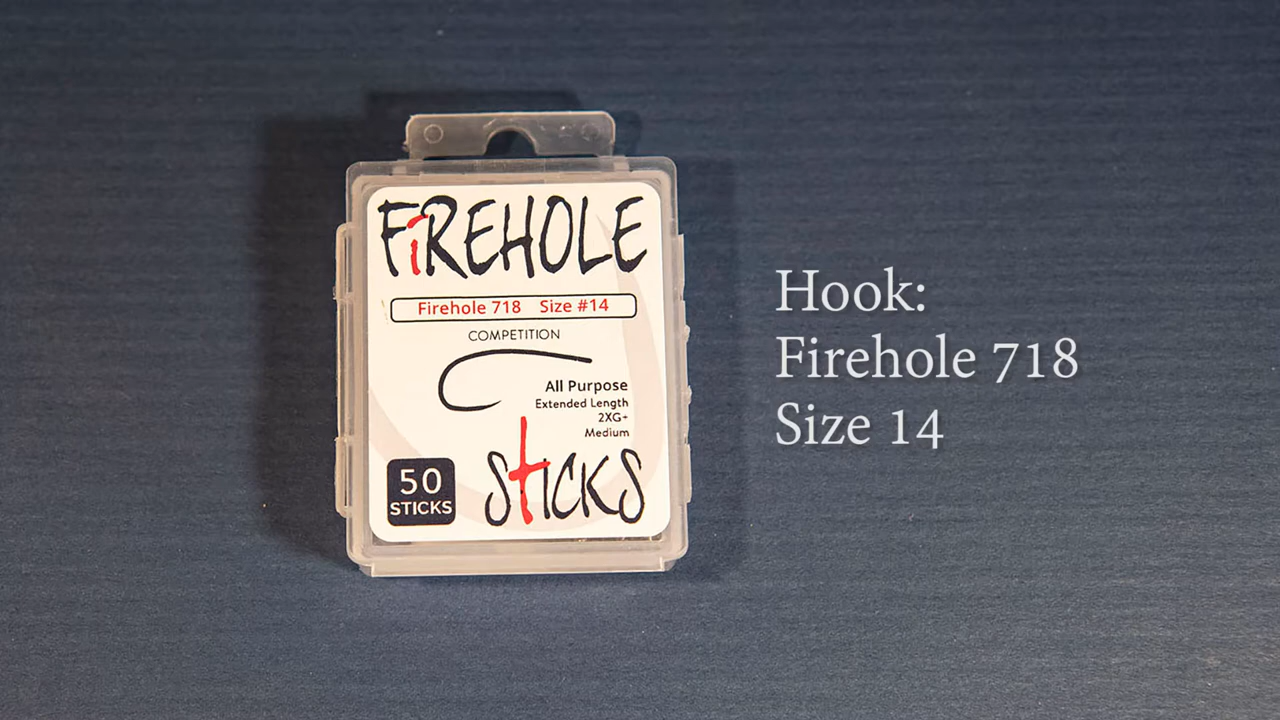 FiREHOLE
Firehole 718 Size #14
COMPETITION
All Purpose
Extended Length
2XG+
Medium
50
STICKS
StICKS
Hook:
Firehole 718
Size 14